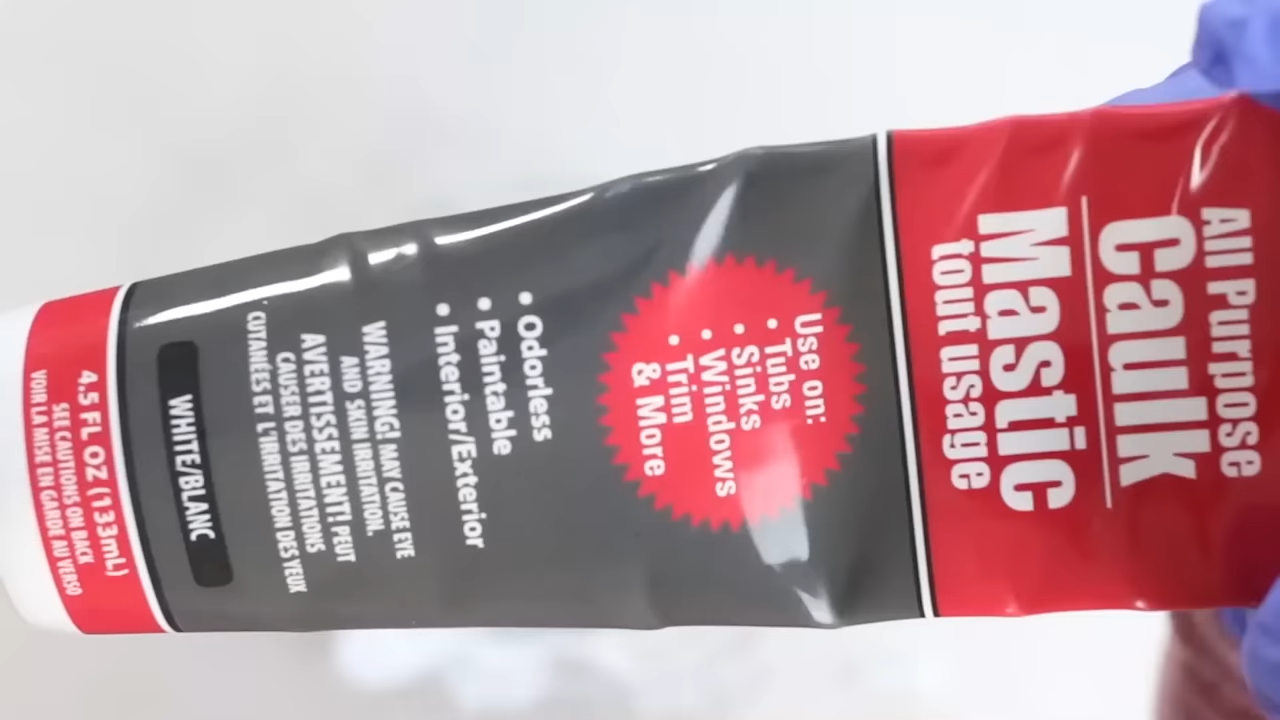 All Purpose
Caulk
Mastic
tout usage
Use on:
• Tubs
• Sinks
• Windows
• Trim
& More
• Odorless
• Paintable
• Interior/Exterior
WARNING! MAY CAUSE EYE
AND SKIN IRRITATION.
AVERTISSEMENT! PEUT
CAUSER DES IRRITATIONS
CUTANÉES ET L'IRRITATION DES YEUX
WHITE/BLANC
4.5 FL OZ (133mL)
SEE CAUTIONS ON BACK
VOIR LA MISE EN GARDE AU VERSO